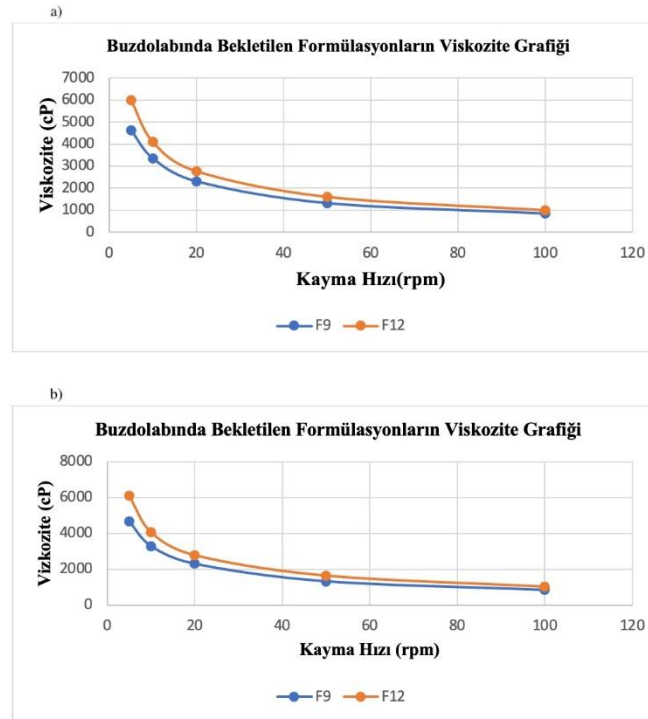 a)
Buzdolabında Bekletilen Formülasyonların Viskozite Grafiği
7000
6000
5000
4000
3000
2000
1000
0
Viskozite (cP)
0 20 40 60 80 100 120
Kayma Hızı(rpm)
F9 F12
b)
Buzdolabında Bekletilen Formülasyonların Viskozite Grafiği
8000
6000
4000
2000
0
Vizkozite (cP)
0 20 40 60 80 100 120
Kayma Hızı (rpm)
F9 F12